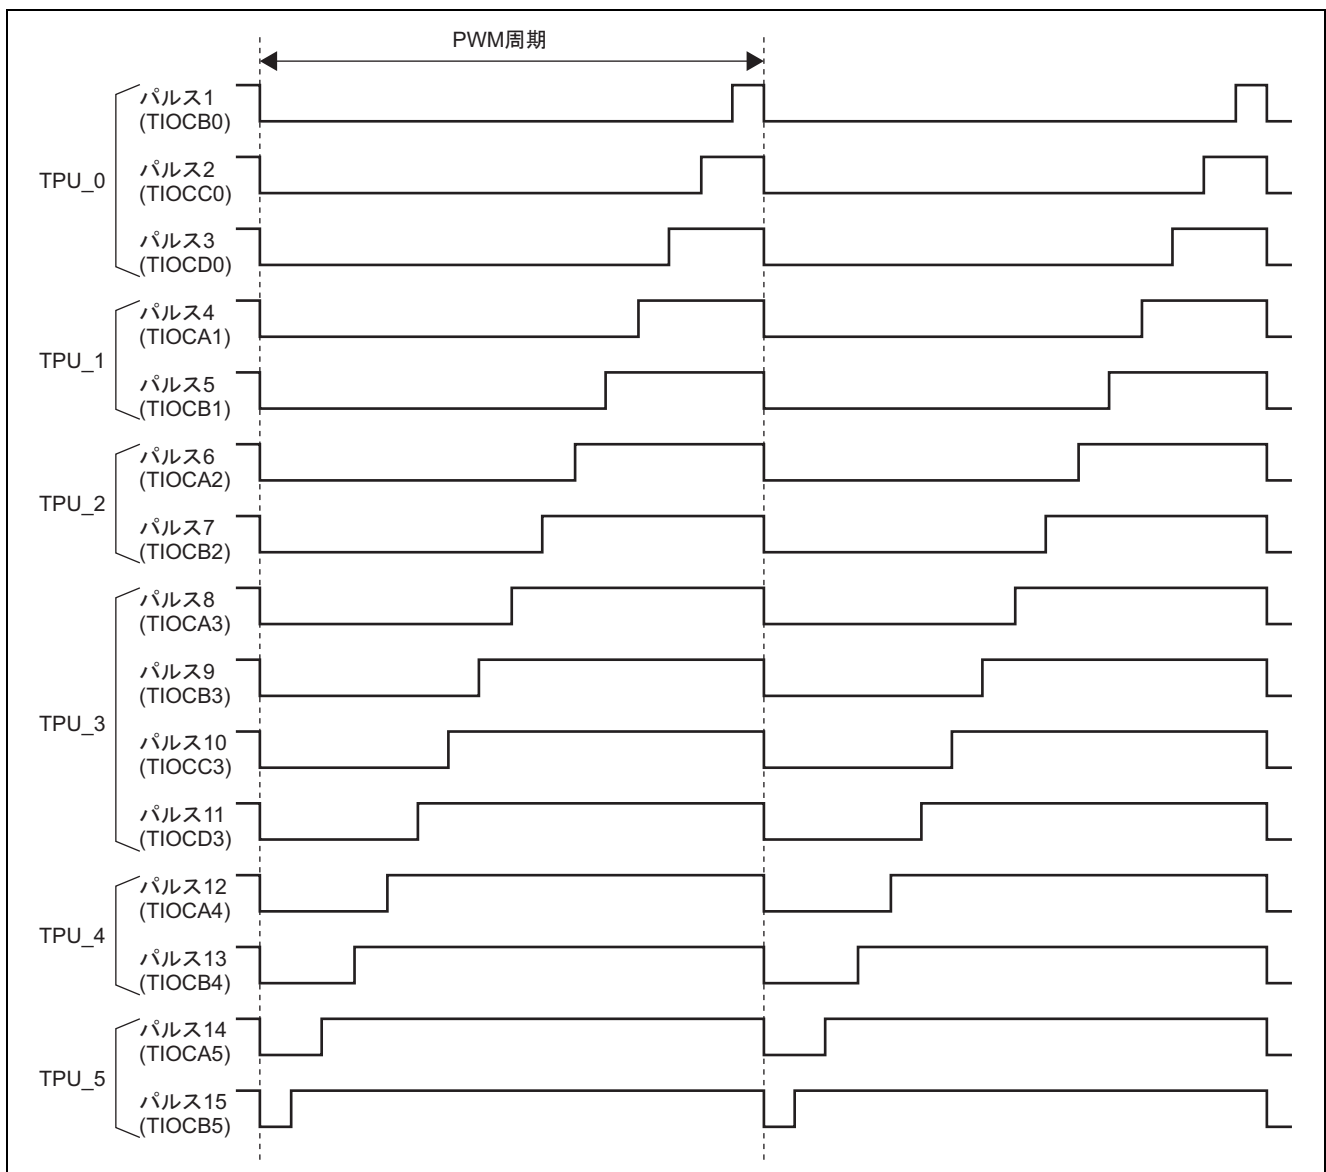 PWM周期
TPU_0
パルス1
(TIOCB0)
パルス2
(TIOCC0)
パルス3
(TIOCD0)
TPU_1
パルス4
(TIOCA1)
パルス5
(TIOCB1)
TPU_2
パルス6
(TIOCA2)
パルス7
(TIOCB2)
TPU_3
パルス8
(TIOCA3)
パルス9
(TIOCB3)
パルス10
(TIOCC3)
パルス11
(TIOCD3)
TPU_4
パルス12
(TIOCA4)
パルス13
(TIOCB4)
TPU_5
パルス14
(TIOCA5)
パルス15
(TIOCB5)